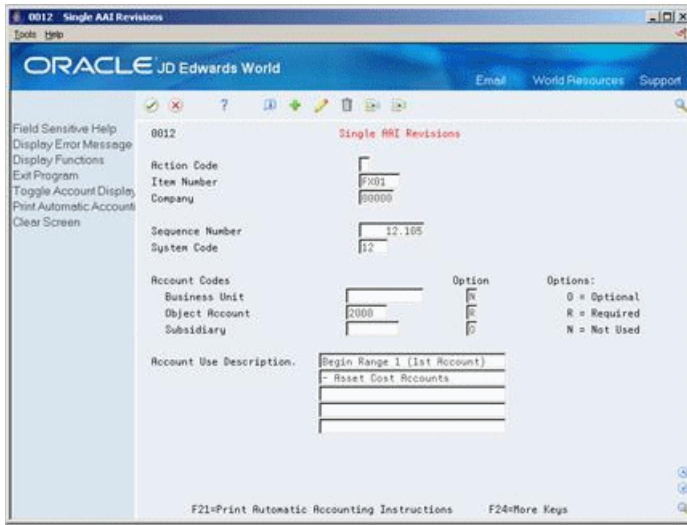 0012 Single AAI Revisions
Tools Help
ORACLE JD Edwards World
Email World Resources Support
Field Sensitive Help
Display Error Message
Display Functions
Exit Program
Toggle Account Display
Print Automatic Accounti
Clear Screen
0012 Single AAI Revisions
Action Code
Item Number FX01
Company 00000
Sequence Number 12.105
System Code 12
Account Codes Option Options:
Business Unit N O = Optional
Object Account 2000 R R = Required
Subsidiary O N = Not Used
Account Use Description. Begin Range 1 (1st Account)
- Asset Cost Accounts
F21=Print Automatic Accounting Instructions F24=More Keys